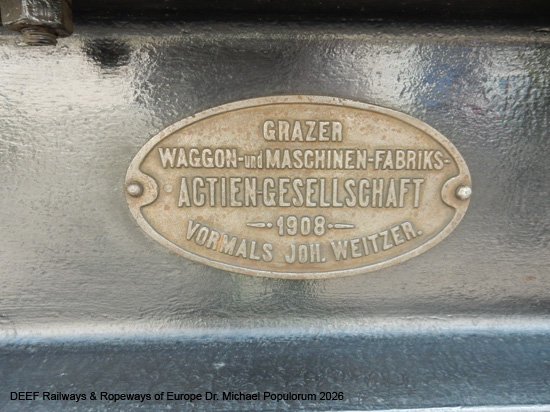 GRAZER
WAGGON-und MASCHINEN-FABRIKS-
ACTIEN-GESELLSCHAFT
1908
VORMALS JOH. WEITZER.
DEEF Railways & Ropeways of Europe Dr. Michael Populorum 2026